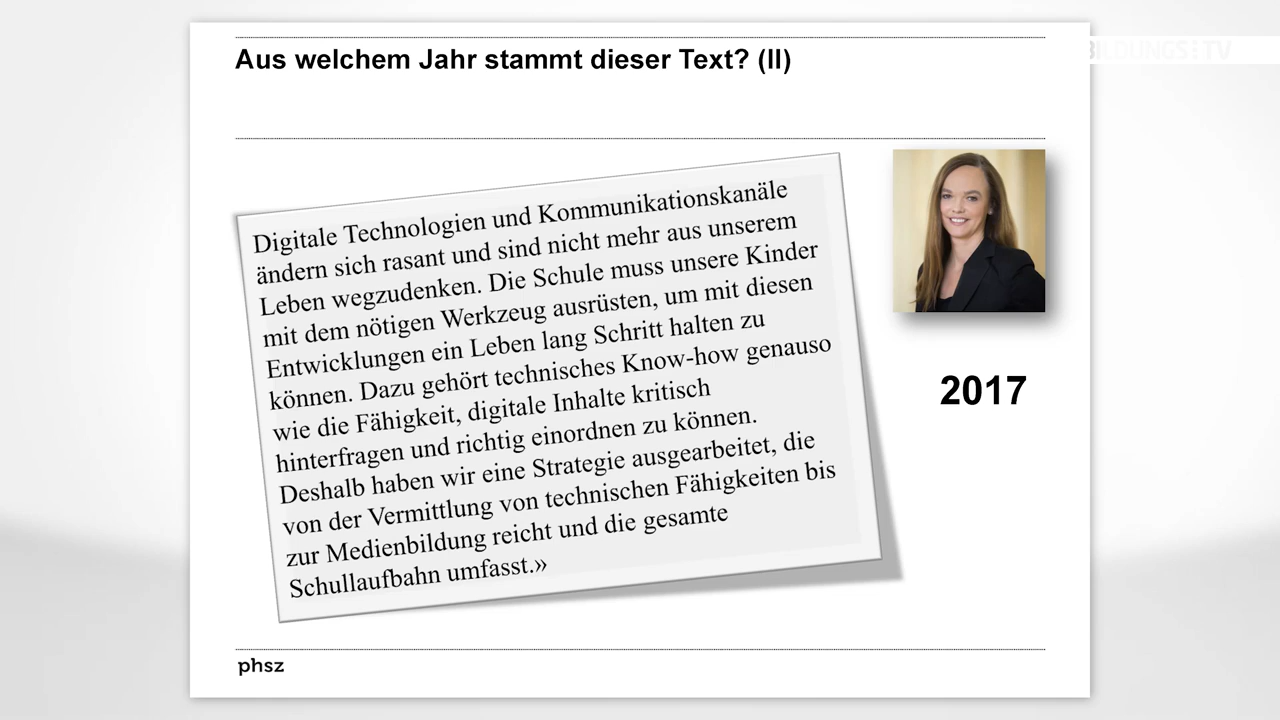 Aus welchem Jahr stammt dieser Text? (II)
BILDUNGS TV
Digitale Technologien und Kommunikationskanäle
ändern sich rasant und sind nicht mehr aus unserem
Leben wegzudenken. Die Schule muss unsere Kinder
mit dem nötigen Werkzeug ausrüsten, um mit diesen
Entwicklungen ein Leben lang Schritt halten zu
können. Dazu gehört technisches Know-how genauso
wie die Fähigkeit, digitale Inhalte kritisch
hinterfragen und richtig einordnen zu können.
Deshalb haben wir eine Strategie ausgearbeitet, die
von der Vermittlung von technischen Fähigkeiten bis
zur Medienbildung reicht und die gesamte
Schullaufbahn umfasst.»
2017
phsz